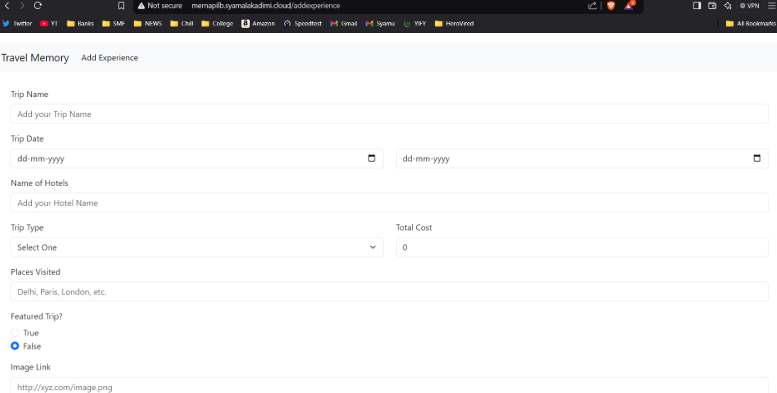 Not secure memapilb.syamalakadimi.cloud/addexperience VPN
Twitter YT Banks SMF NEWS Chill College Amazon Speedtest Gmail Syamu YIFY HeroVired All Bookmarks
Travel Memory Add Experience
Trip Name
Add your Trip Name
Trip Date
dd-mm-yyyy dd-mm-yyyy
Name of Hotels
Add your Hotel Name
Trip Type Total Cost
Select One 0
Places Visited
Delhi, Paris, London, etc.
Featured Trip?
True
False
Image Link
http://xyz.com/image.png